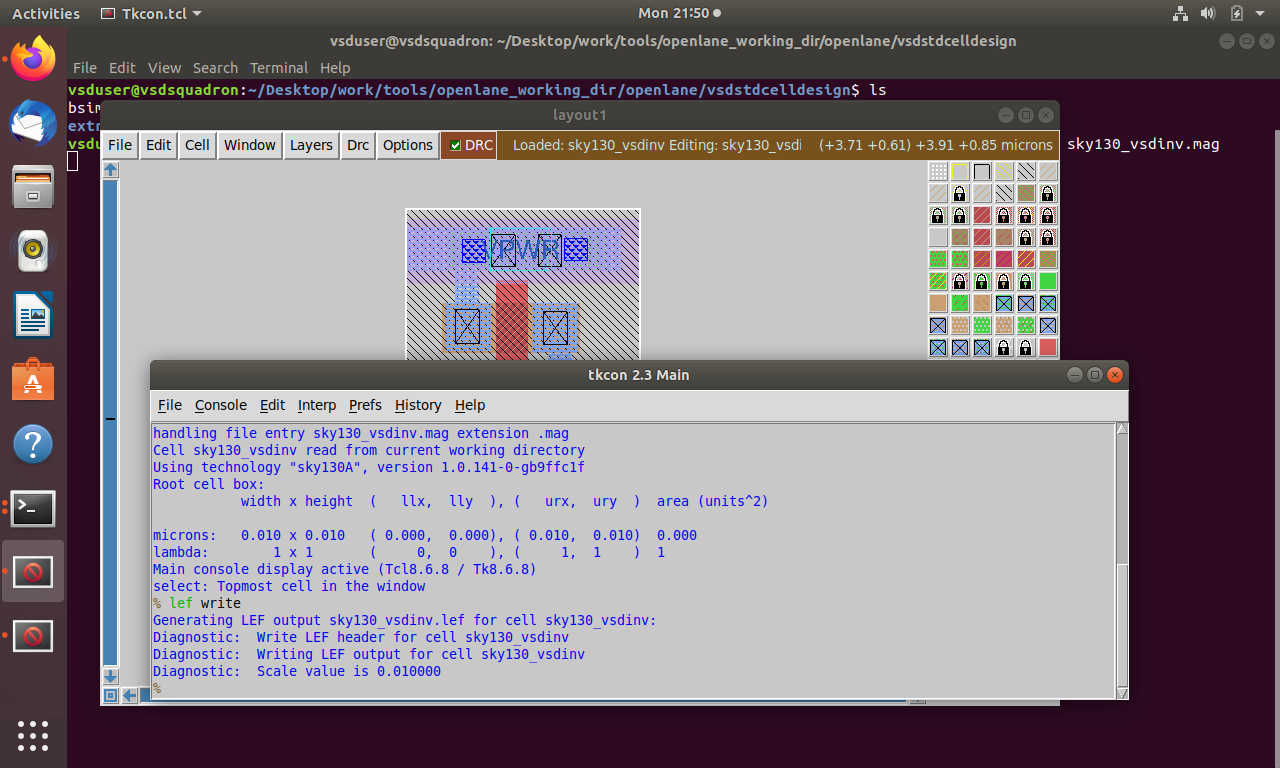 Activities
Tkcon.tcl
Mon 21:50
vsduser@vsdsquadron: ~/Desktop/work/tools/openlane_working_dir/openlane/vsdstdcelldesign
File Edit View Search Terminal Help
vsduser@vsdsquadron:~/Desktop/work/tools/openlane_working_dir/openlane/vsdstdcelldesign$ ls
bsim
extr
vsdu
sky130_vsdinv.mag
layout1
File Edit Cell Window Layers Drc Options DRC Loaded: sky130_vsdinv Editing: sky130_vsdi (+3.71 +0.61) +3.91 +0.85 microns
VPWR
tkcon 2.3 Main
File Console Edit Interp Prefs History Help
handling file entry sky130_vsdinv.mag extension .mag
Cell sky130_vsdinv read from current working directory
Using technology "sky130A", version 1.0.141-0-gb9ffc1f
Root cell box:
width x height ( llx, lly ), ( urx, ury ) area (units^2)
microns: 0.010 x 0.010 ( 0.000, 0.000), ( 0.010, 0.010) 0.000
lambda: 1 x 1 ( 0, 0 ), ( 1, 1 ) 1
Main console display active (Tcl8.6.8 / Tk8.6.8)
select: Topmost cell in the window
% lef write
Generating LEF output sky130_vsdinv.lef for cell sky130_vsdinv:
Diagnostic: Write LEF header for cell sky130_vsdinv
Diagnostic: Writing LEF output for cell sky130_vsdinv
Diagnostic: Scale value is 0.010000
%